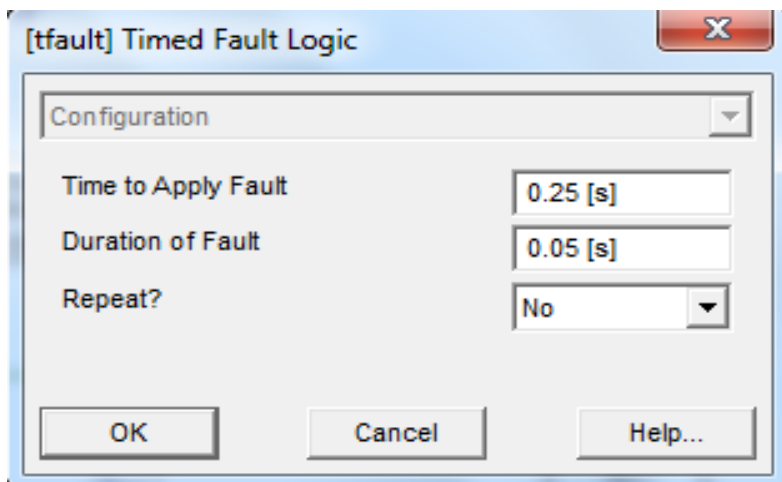 [tfault] Timed Fault Logic
Configuration
Time to Apply Fault 0.25 [s]
Duration of Fault 0.05 [s]
Repeat? No
OK Cancel Help...